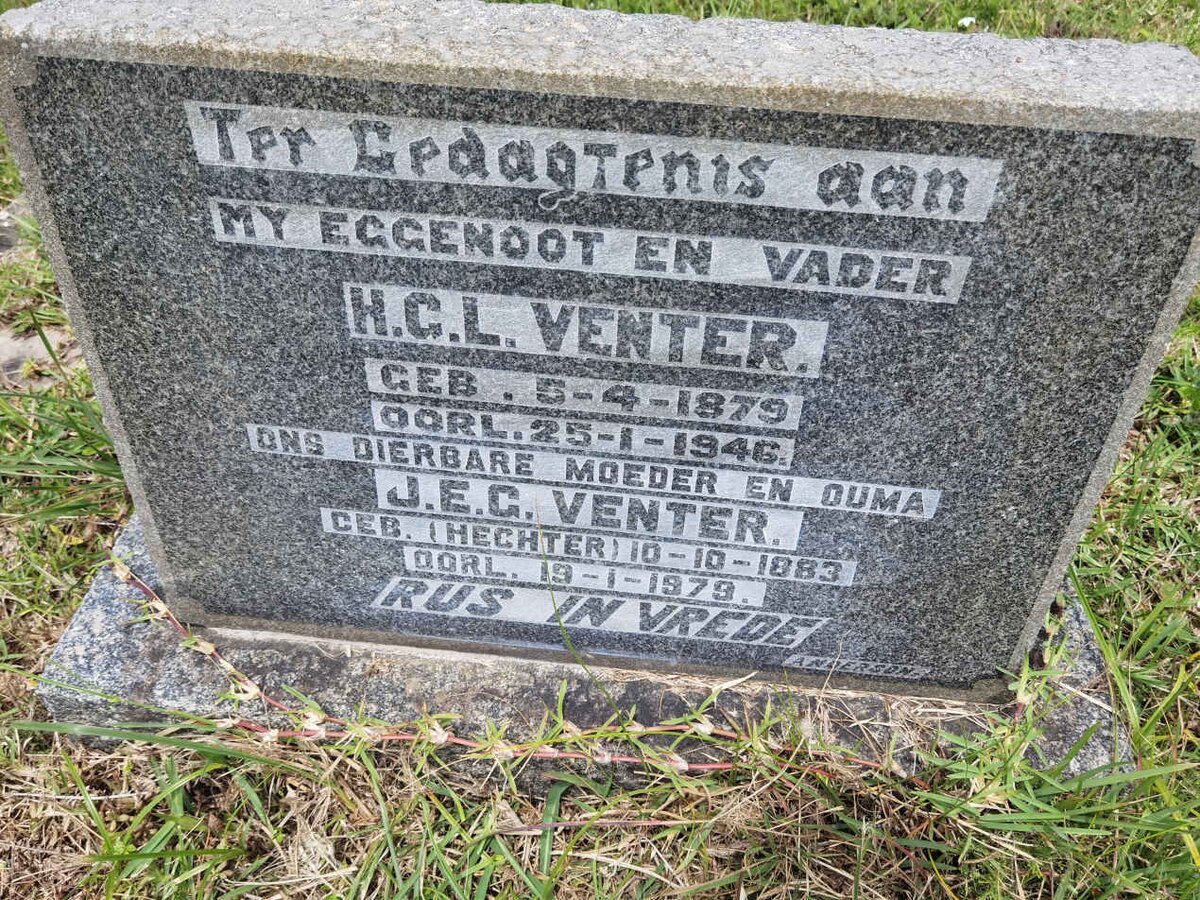 Ter Gedaagtenis aan
MY EGGENOOT EN VADER
H.G.L. VENTER.
GEB. 5-4-1879
OORL. 25-1-1946.
ONS DIERBARE MOEDER EN OUMA
J.E.G. VENTER.
GEB. (HECHTER) 10-10-1883
OORL. 19-1-1979.
RUS IN VREDE